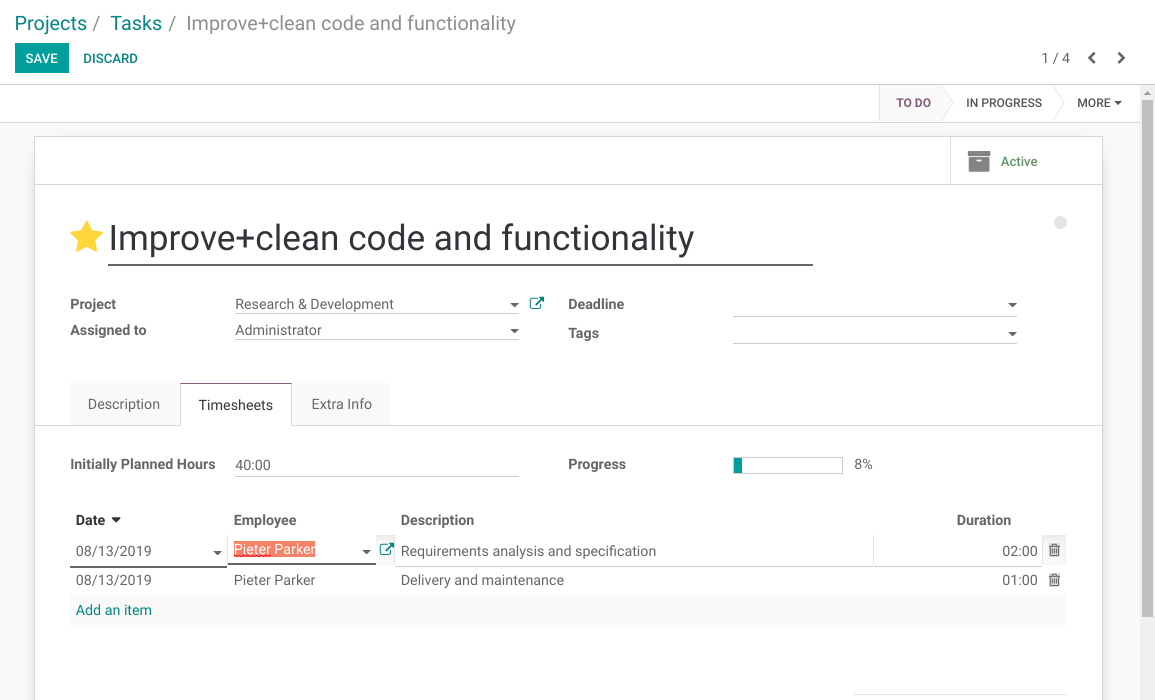 Projects / Tasks / Improve+clean code and functionality
SAVE DISCARD 1 / 4
TO DO IN PROGRESS MORE
Active
Improve+clean code and functionality
Project Research & Development Deadline
Assigned to Administrator Tags
Description Timesheets Extra Info
Initially Planned Hours 40:00 Progress 8%
Date Employee Description Duration
08/13/2019 Pieter Parker Requirements analysis and specification 02:00
08/13/2019 Pieter Parker Delivery and maintenance 01:00
Add an item